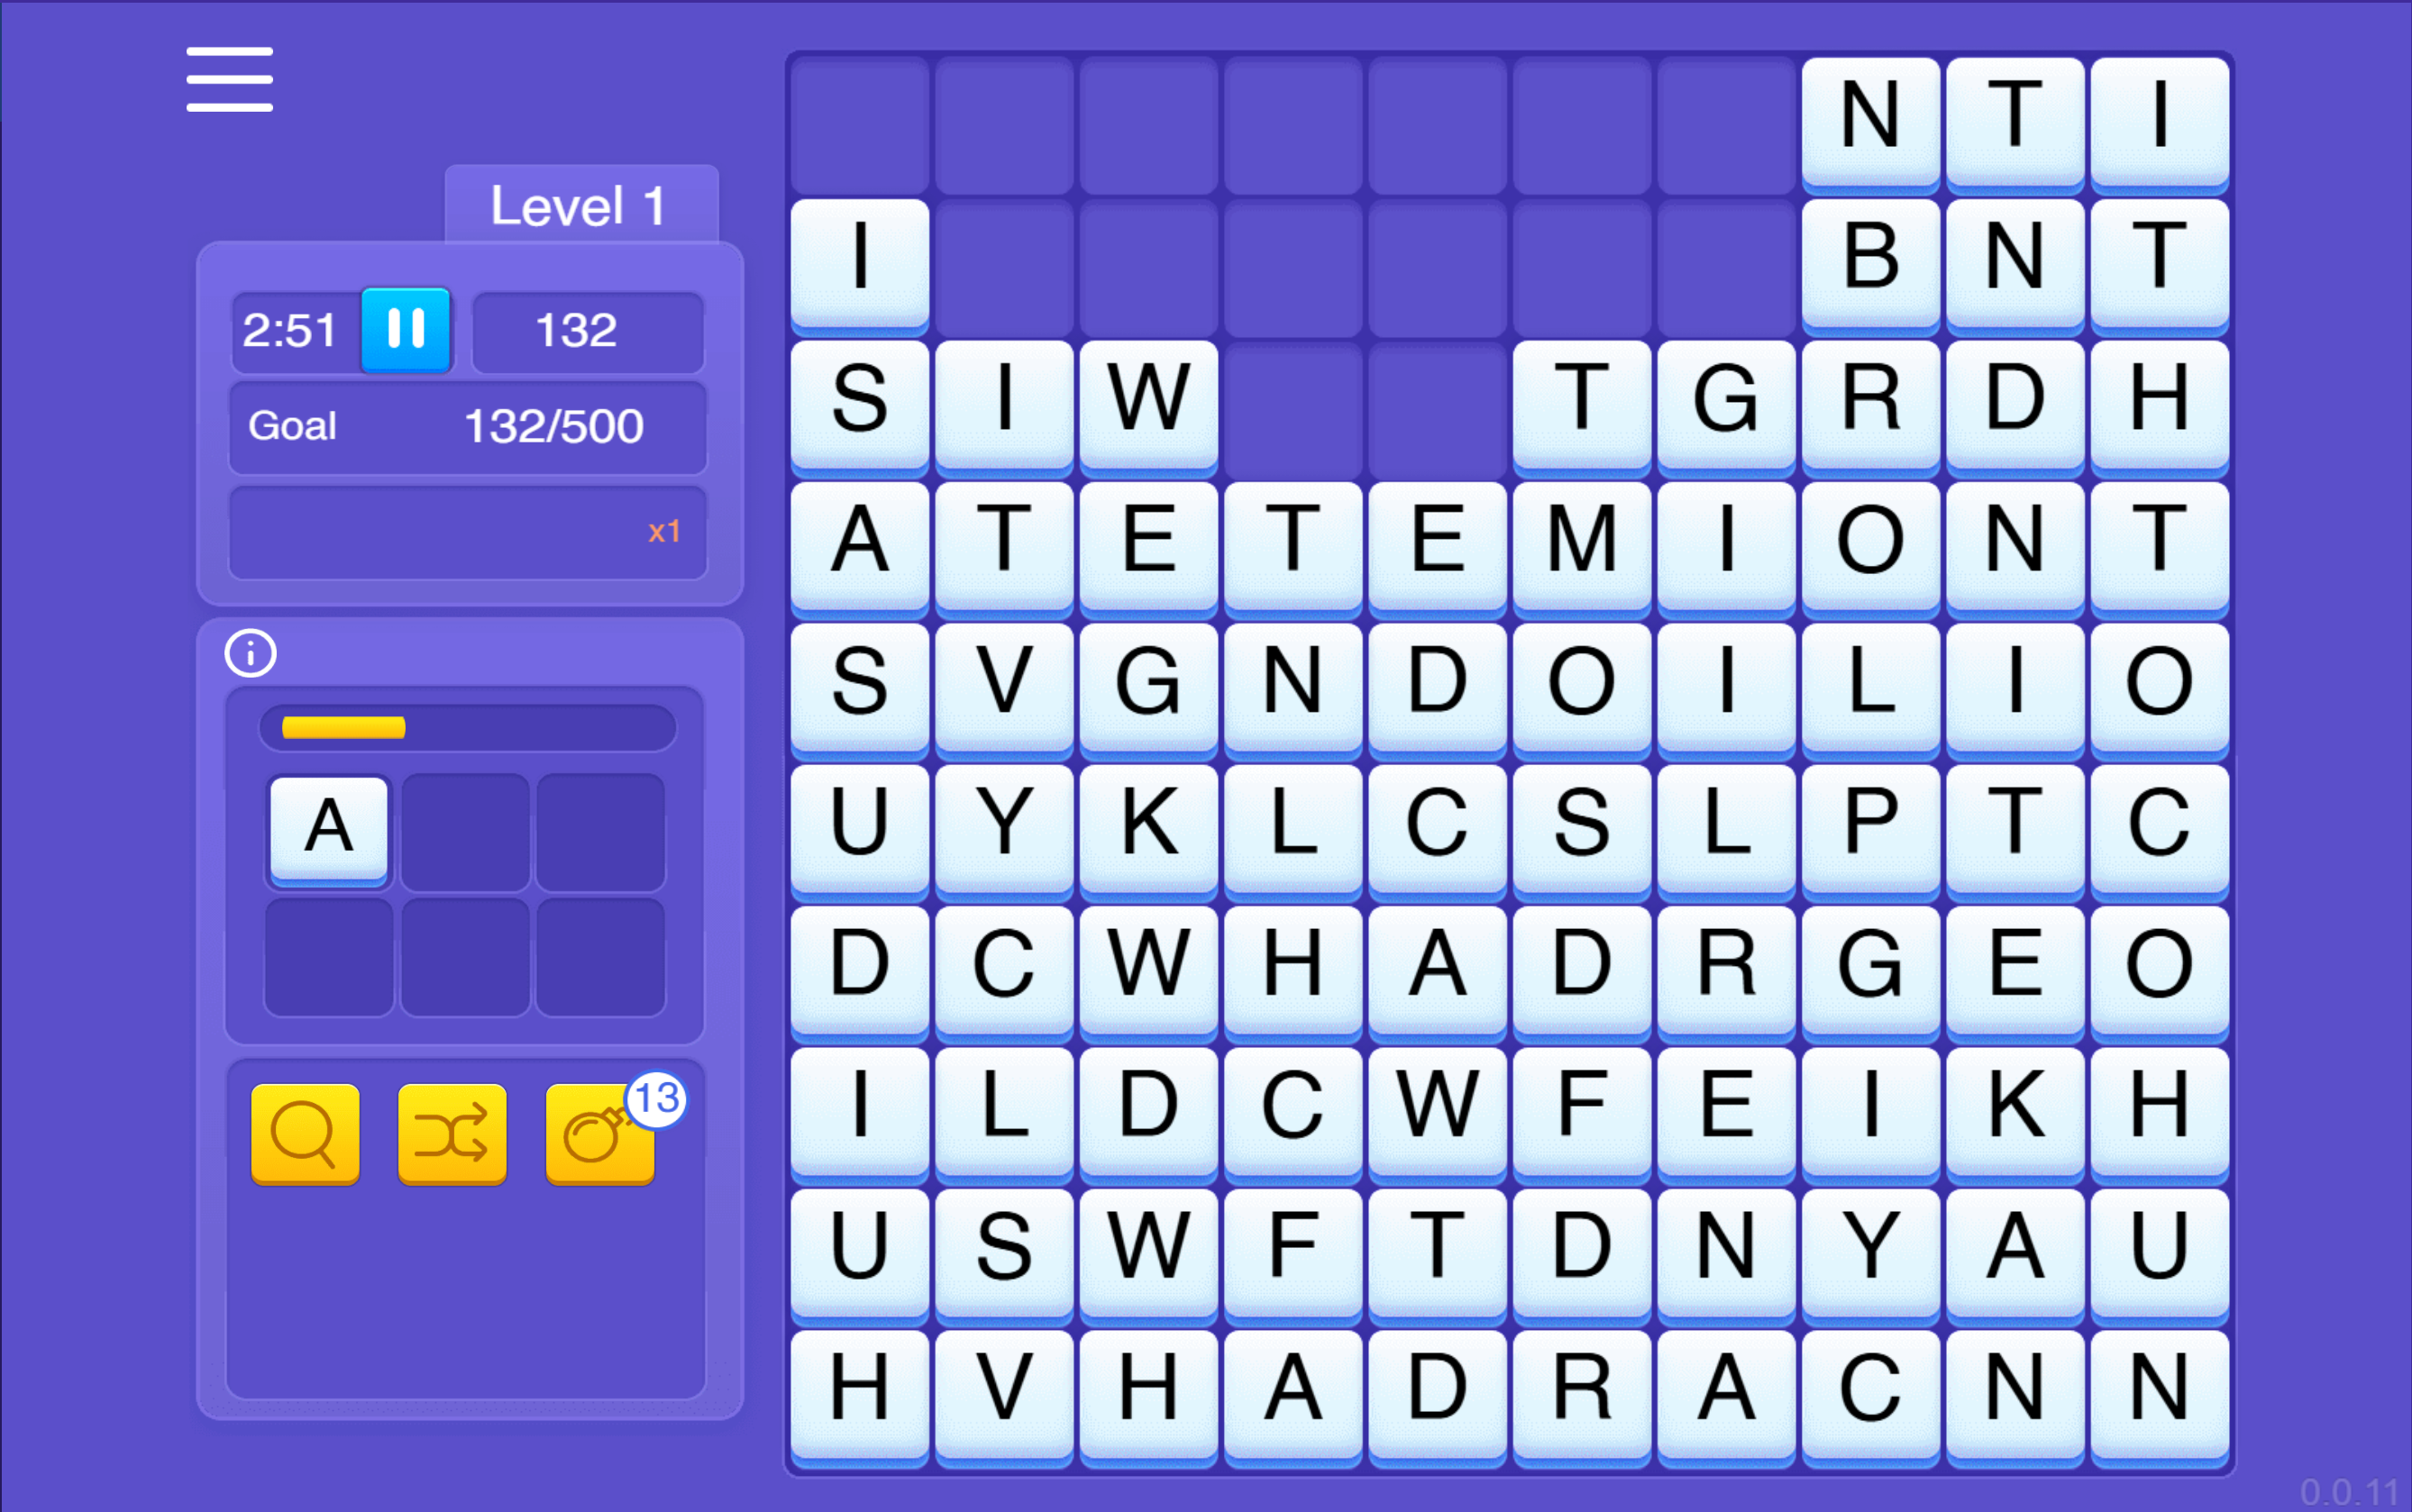 Level 1
2:51 132
Goal 132/500
x1
A
13
N T I
I B N T
S I W T G R D H
A T E T E M I O N T
S V G N D O I L I O
U Y K L C S L P T C
D C W H A D R G E O
I L D C W F E I K H
U S W F T D N Y A U
H V H A D R A C N N
0.0.11